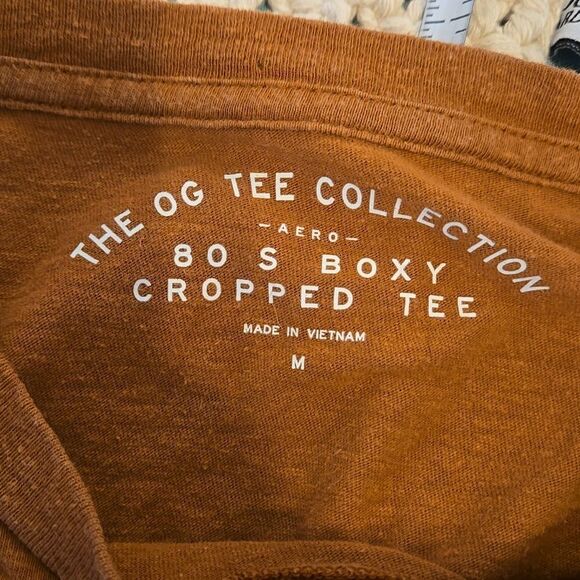 THE OG TEE COLLECTION
—AERO—
80 S BOXY
CROPPED TEE
MADE IN VIETNAM
M